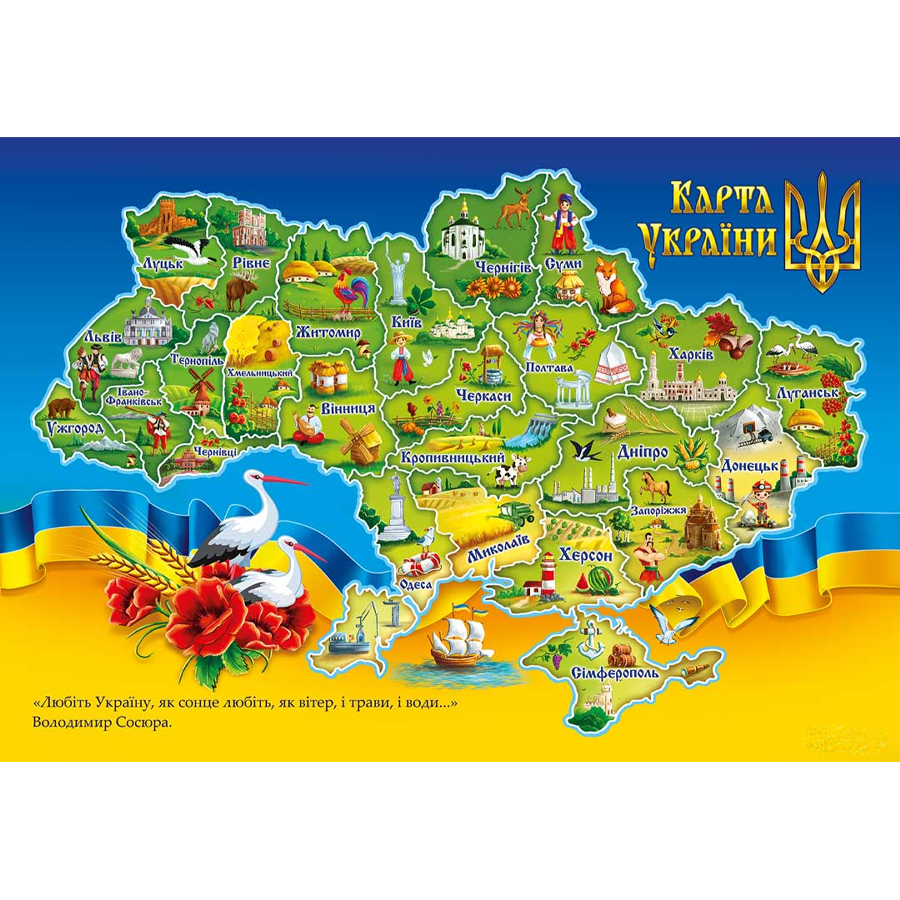 Карта
України
Луцьк
Рівне
Житомир
Київ
Чернігів
Суми
Львів
Тернопіль
Хмельницький
Івано-
Франківськ
Ужгород
Чернівці
Вінниця
Черкаси
Полтава
Харків
Луганськ
Кропивницький
Дніпро
Донецьк
Запоріжжя
Одеса
Миколаїв
Херсон
Сімферополь
«Любіть Україну, як сонце любіть, як вітер, і трави, і води...»
Володимир Сосюра.